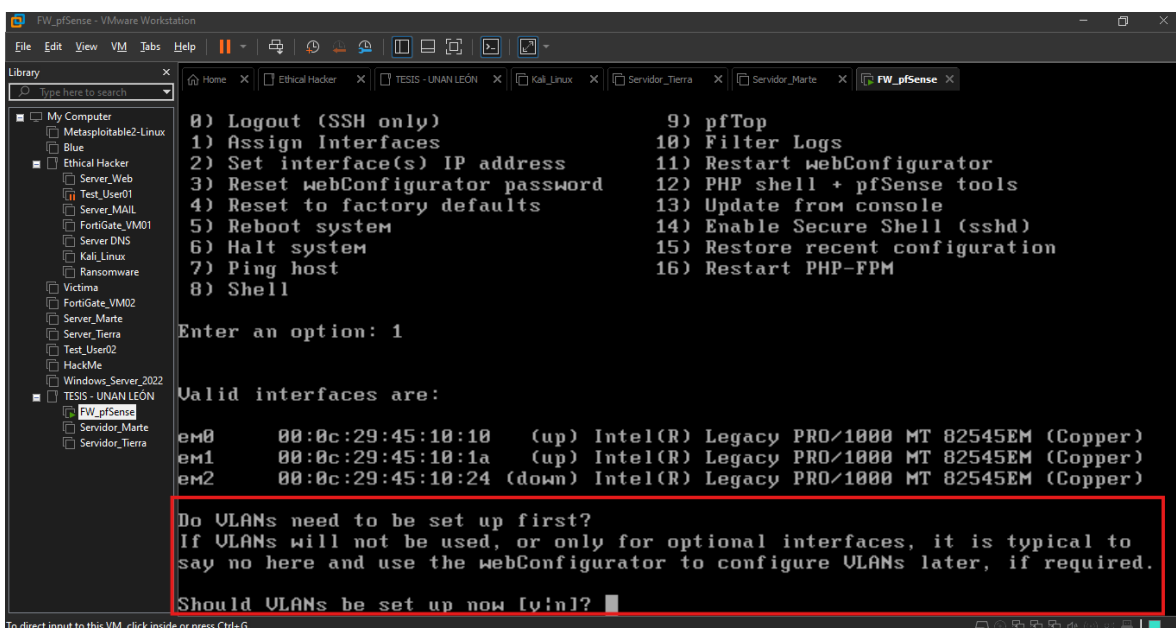 FW_pfSense - VMware Workstation
File Edit View VM Tabs Help
Library
Type here to search
My Computer
Metasploitable2-Linux
Blue
Ethical Hacker
Server_Web
Test_User01
Server_MAIL
FortiGate_VM01
Server DNS
Kali_Linux
Ransomware
Victima
FortiGate_VM02
Server_Marte
Server_Tierra
Test_User02
HackMe
Windows_Server_2022
TESIS - UNAN LEÓN
FW_pfSense
Servidor_Marte
Servidor_Tierra
Home Ethical Hacker TESIS - UNAN LEÓN Kali_Linux Servidor_Tierra Servidor_Marte FW_pfSense
0) Logout (SSH only) 9) pfTop
1) Assign Interfaces 10) Filter Logs
2) Set interface(s) IP address 11) Restart webConfigurator
3) Reset webConfigurator password 12) PHP shell + pfSense tools
4) Reset to factory defaults 13) Update from console
5) Reboot system 14) Enable Secure Shell (sshd)
6) Halt system 15) Restore recent configuration
7) Ping host 16) Restart PHP-FPM
8) Shell
Enter an option: 1
Valid interfaces are:
em0 00:0c:29:45:10:10 (up) Intel(R) Legacy PRO/1000 MT 82545EM (Copper)
em1 00:0c:29:45:10:1a (up) Intel(R) Legacy PRO/1000 MT 82545EM (Copper)
em2 00:0c:29:45:10:24 (down) Intel(R) Legacy PRO/1000 MT 82545EM (Copper)
Do VLANs need to be set up first?
If VLANs will not be used, or only for optional interfaces, it is typical to
say no here and use the webConfigurator to configure VLANs later, if required.
Should VLANs be set up now [y|n]?
To direct input to this VM, click inside or press Ctrl+G.